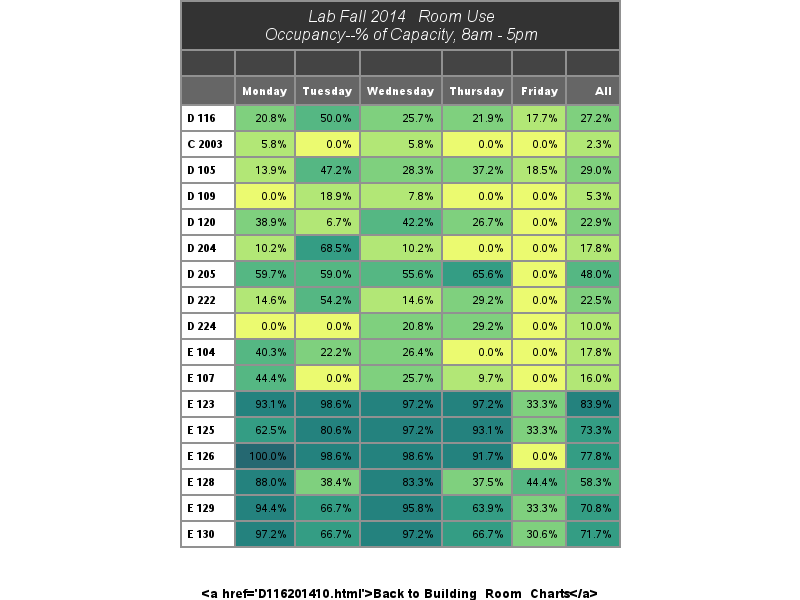 Lab Fall 2014 Room Use
Occupancy--% of Capacity, 8am - 5pm
Monday Tuesday Wednesday Thursday Friday All
D 116 20.8% 50.0% 25.7% 21.9% 17.7% 27.2%
C 2003 5.8% 0.0% 5.8% 0.0% 0.0% 2.3%
D 105 13.9% 47.2% 28.3% 37.2% 18.5% 29.0%
D 109 0.0% 18.9% 7.8% 0.0% 0.0% 5.3%
D 120 38.9% 6.7% 42.2% 26.7% 0.0% 22.9%
D 204 10.2% 68.5% 10.2% 0.0% 0.0% 17.8%
D 205 59.7% 59.0% 55.6% 65.6% 0.0% 48.0%
D 222 14.6% 54.2% 14.6% 29.2% 0.0% 22.5%
D 224 0.0% 0.0% 20.8% 29.2% 0.0% 10.0%
E 104 40.3% 22.2% 26.4% 0.0% 0.0% 17.8%
E 107 44.4% 0.0% 25.7% 9.7% 0.0% 16.0%
E 123 93.1% 98.6% 97.2% 97.2% 33.3% 83.9%
E 125 62.5% 80.6% 97.2% 93.1% 33.3% 73.3%
E 126 100.0% 98.6% 98.6% 91.7% 0.0% 77.8%
E 128 88.0% 38.4% 83.3% 37.5% 44.4% 58.3%
E 129 94.4% 66.7% 95.8% 63.9% 33.3% 70.8%
E 130 97.2% 66.7% 97.2% 66.7% 30.6% 71.7%
<a href='D116201410.html'>Back to Building Room Charts</a>